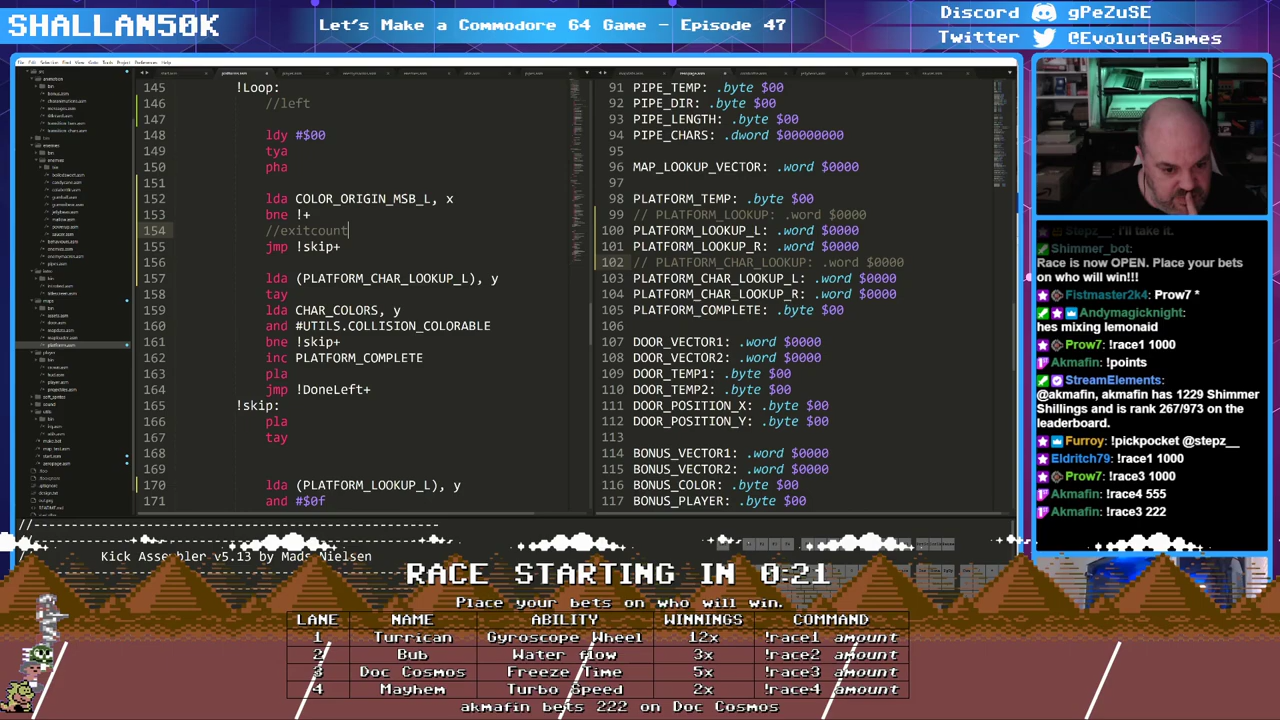 SHALLAN50K
Let's Make a Commodore 64 Game - Episode 47
Discord gPeZuSE
Twitter @EvoluteGames
145 !Loop:
146 //left
147
148 ldy #$00
149 tya
150 pha
151
152 lda COLOR_ORIGIN_MSB_L, x
153 bne !+
154 //exitcount
155 jmp !skip+
156
157 lda (PLATFORM_CHAR_LOOKUP_L), y
158 tay
159 lda CHAR_COLORS, y
160 and #UTILS.COLLISION_COLORABLE
161 bne !skip+
162 inc PLATFORM_COMPLETE
163 pla
164 jmp !DoneLeft+
165 !skip:
166 pla
167 tay
168
169
170 lda (PLATFORM_LOOKUP_L), y
171 and #$0f
91 PIPE_TEMP: .byte $00
92 PIPE_DIR: .byte $00
93 PIPE_LENGTH: .byte $00
94 PIPE_CHARS: .dword $00000000
95
96 MAP_LOOKUP_VECTOR: .word $0000
97
98 PLATFORM_TEMP: .byte $00
99 // PLATFORM_LOOKUP: .word $0000
100 PLATFORM_LOOKUP_L: .word $0000
101 PLATFORM_LOOKUP_R: .word $0000
102 // PLATFORM_CHAR_LOOKUP: .word $0000
103 PLATFORM_CHAR_LOOKUP_L: .word $0000
104 PLATFORM_CHAR_LOOKUP_R: .word $0000
105 PLATFORM_COMPLETE: .byte $00
106
107 DOOR_VECTOR1: .word $0000
108 DOOR_VECTOR2: .word $0000
109 DOOR_TEMP1: .byte $00
110 DOOR_TEMP2: .byte $00
111 DOOR_POSITION_X: .byte $00
112 DOOR_POSITION_Y: .byte $00
113
114 BONUS_VECTOR1: .word $0000
115 BONUS_VECTOR2: .word $0000
116 BONUS_COLOR: .byte $00
117 BONUS_PLAYER: .byte $00
Stepz__: I'll take it.
Shimmer_bot:
Race is now OPEN. Place your bets
on who will win!!!
Fistmaster2k4: Prow7 *
Andymagicknight:
hes mixing lemonaid
Prow7: !race1 1000
Akmafin: !points
StreamElements:
@akmafin, akmafin has 1229 Shimmer
Shillings and is rank 267/973 on the
leaderboard.
Furroy: !pickpocket @stepz__
Eldritch79: !race1 1000
Prow7: !race3 1000
Akmafin: !race4 555
Akmafin: !race3 222
//------------------------------------------------------
Kick Assembler v5.13 by Mads Nielsen
RACE STARTING IN 0:21
Place your bets on who will win.
LANE NAME ABILITY WINNINGS COMMAND
1 Turrican Gyroscope Wheel 12x !race1 amount
2 Bub Water flow 3x !race2 amount
3 Doc Cosmos Freeze Time 5x !race3 amount
4 Mayhem Turbo Speed 2x !race4 amount
akmafin bets 222 on Doc Cosmos